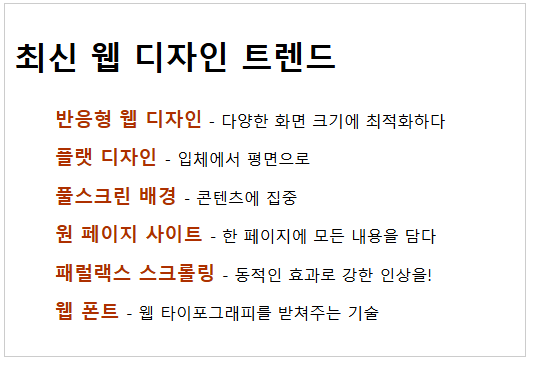 최신 웹 디자인 트렌드
반응형 웹 디자인 - 다양한 화면 크기에 최적화하다
플랫 디자인 - 입체에서 평면으로
풀스크린 배경 - 콘텐츠에 집중
원 페이지 사이트 - 한 페이지에 모든 내용을 담다
패럴랙스 스크롤링 - 동적인 효과로 강한 인상을!
웹 폰트 - 웹 타이포그래피를 받쳐주는 기술